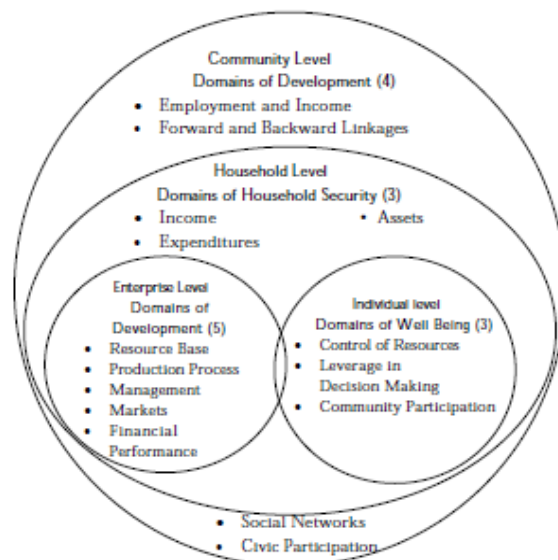 Community Level
Domains of Development (4)
• Employment and Income
• Forward and Backward Linkages
Household Level
Domains of Household Security (3)
• Income
• Assets
• Expenditures
Enterprise Level
Domains of
Development (5)
• Resource Base
• Production Process
• Management
• Markets
• Financial
Performance
Individual level
Domains of Well Being (3)
• Control of Resources
• Leverage in
Decision Making
• Community Participation
• Social Networks
• Civic Participation